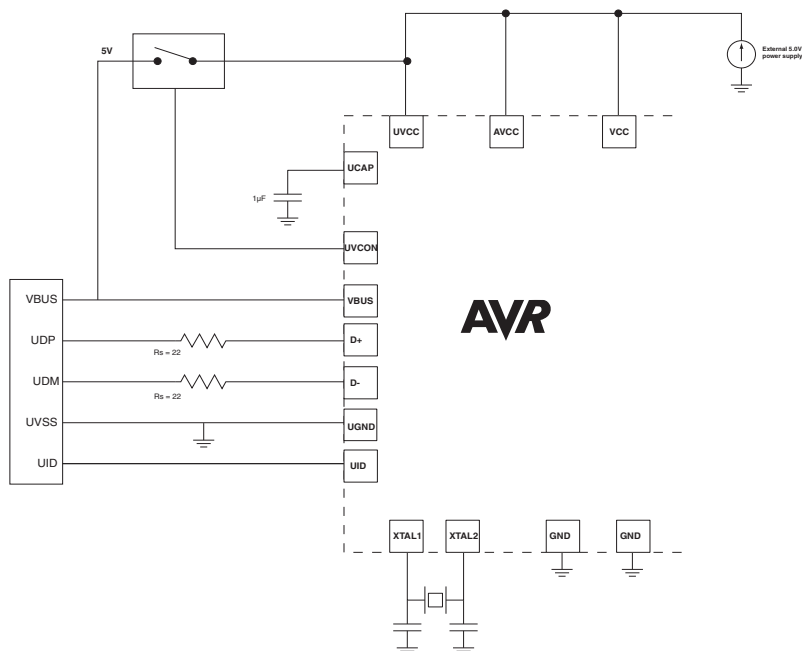 5V
External 5.0V
power supply
UVCC
AVCC
VCC
UCAP
1µF
UVCON
VBUS
VBUS
UDP
Rs = 22
D+
UDM
Rs = 22
D-
UVSS
UGND
UID
UID
AVR
XTAL1
XTAL2
GND
GND